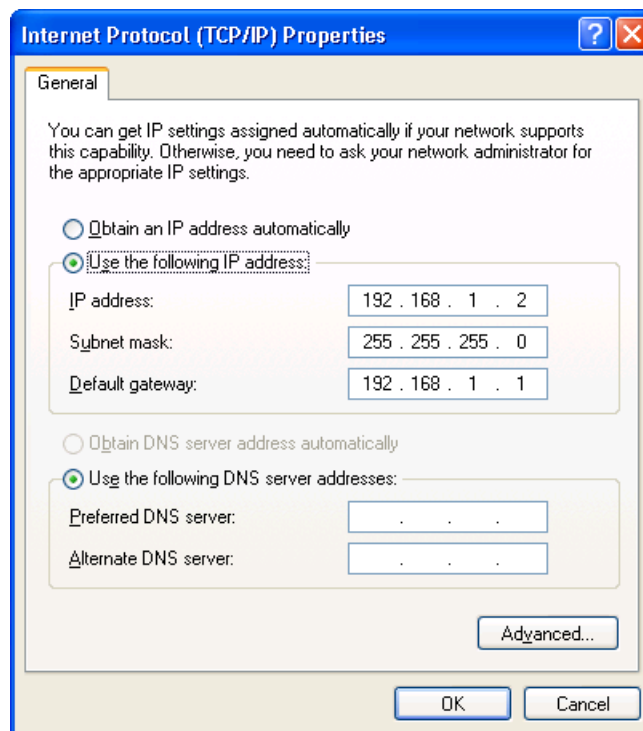 Internet Protocol (TCP/IP) Properties
General
You can get IP settings assigned automatically if your network supports
this capability. Otherwise, you need to ask your network administrator for
the appropriate IP settings.
Obtain an IP address automatically
Use the following IP address:
IP address: 192 . 168 . 1 . 2
Subnet mask: 255 . 255 . 255 . 0
Default gateway: 192 . 168 . 1 . 1
Obtain DNS server address automatically
Use the following DNS server addresses:
Preferred DNS server: . . .
Alternate DNS server: . . .
Advanced...
OK Cancel